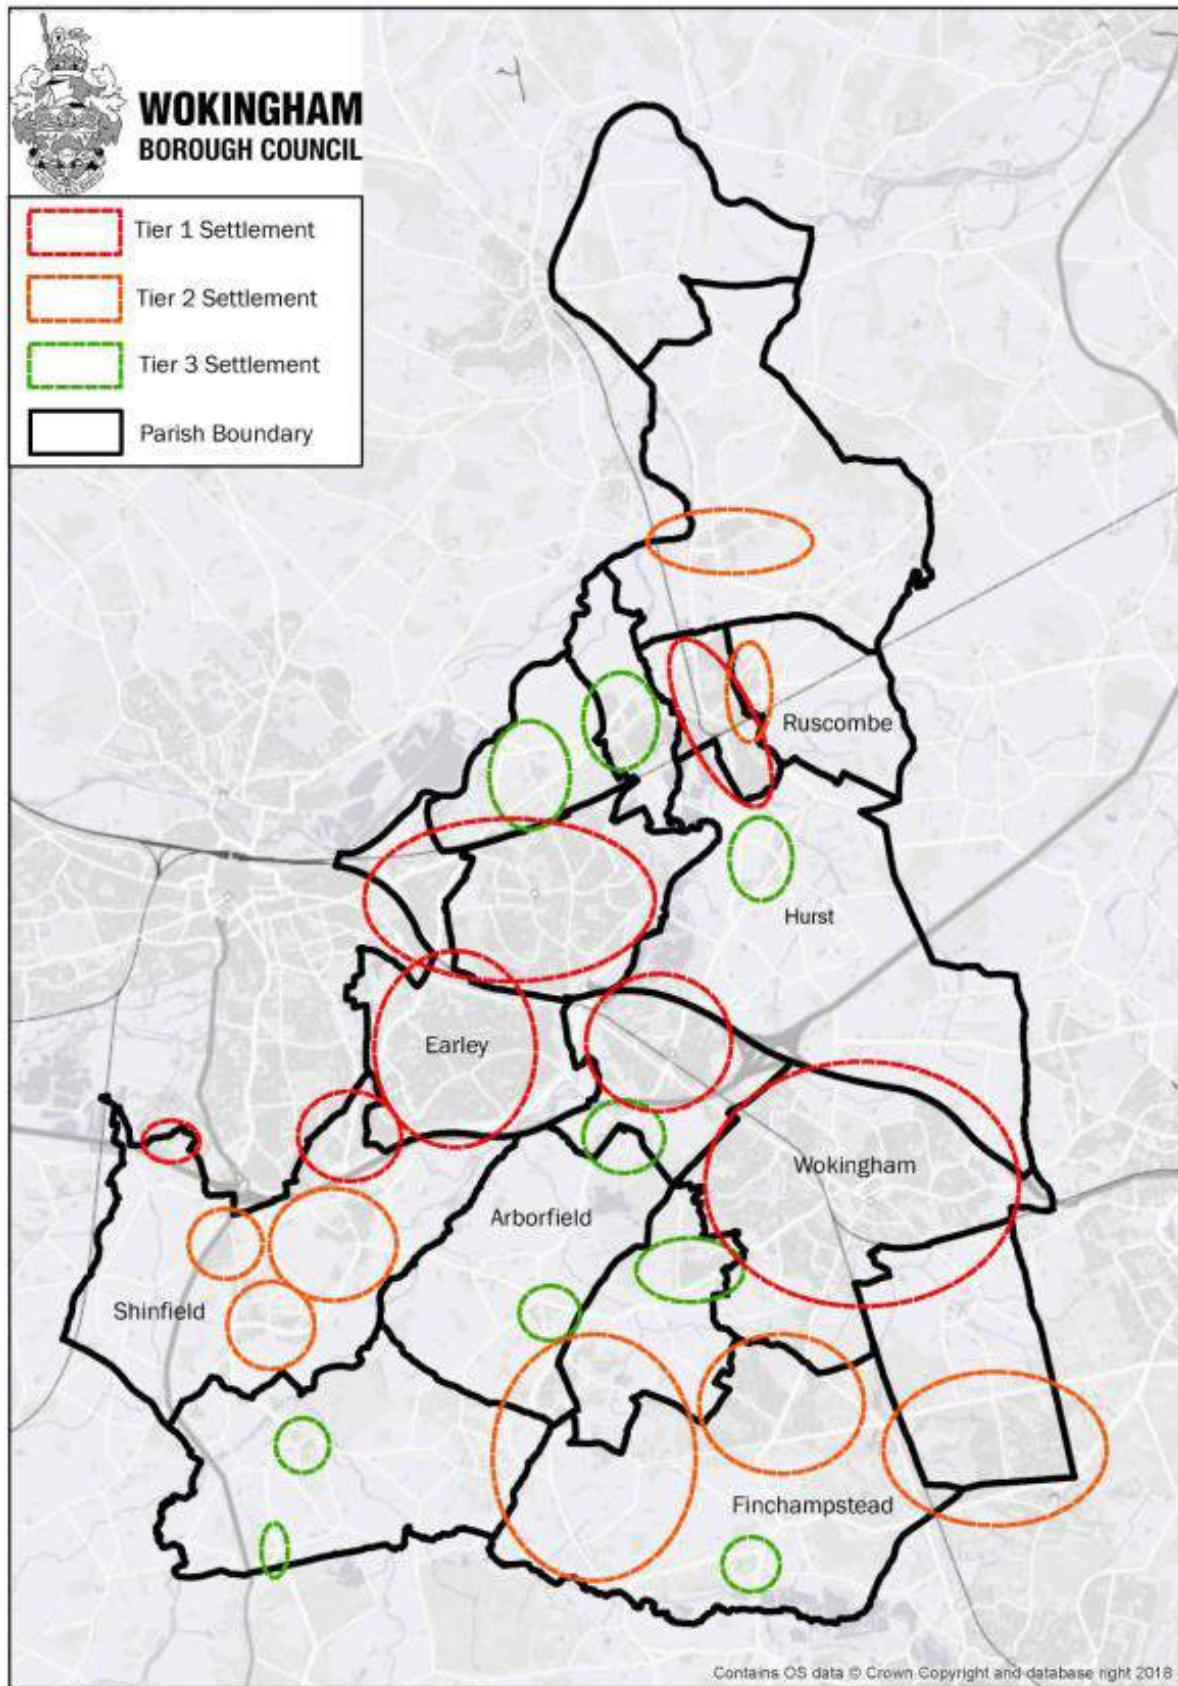 WOKINGHAM
BOROUGH COUNCIL
Tier 1 Settlement
Tier 2 Settlement
Tier 3 Settlement
Parish Boundary
Ruscombe
Hurst
Earley
Wokingham
Arborfield
Shinfield
Finchampstead
Contains OS data © Crown Copyright and database right 2018